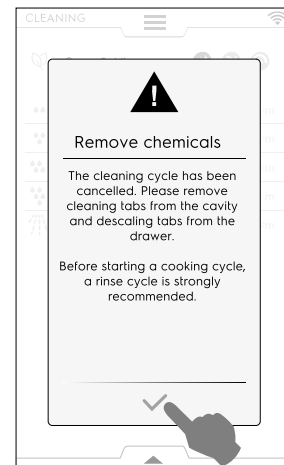 CLEANING
!
Remove chemicals
The cleaning cycle has been
cancelled. Please remove
cleaning tabs from the cavity
and descaling tabs from the
drawer.
Before starting a cooking cycle,
a rinse cycle is strongly
recommended.